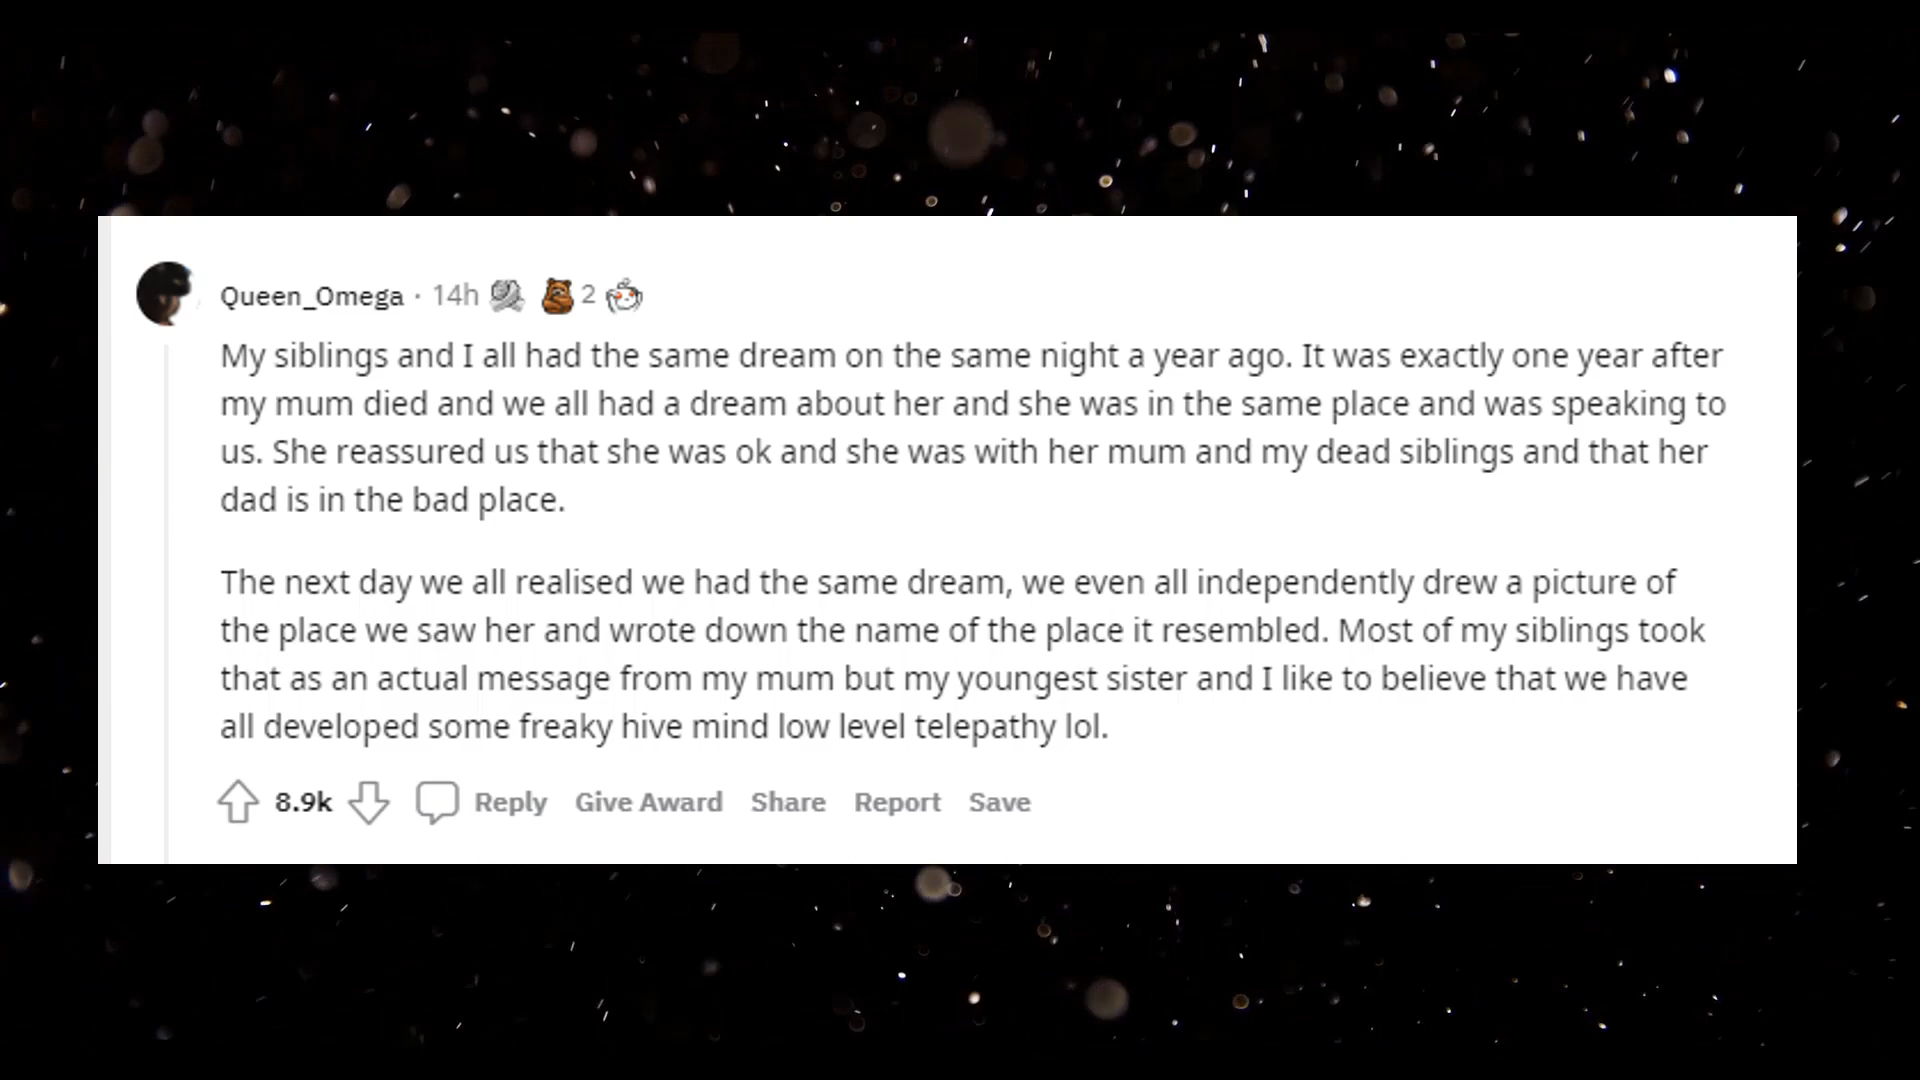 Queen_Omega · 14h 2
My siblings and I all had the same dream on the same night a year ago. It was exactly one year after
my mum died and we all had a dream about her and she was in the same place and was speaking to
us. She reassured us that she was ok and she was with her mum and my dead siblings and that her
dad is in the bad place.
The next day we all realised we had the same dream, we even all independently drew a picture of
the place we saw her and wrote down the name of the place it resembled. Most of my siblings took
that as an actual message from my mum but my youngest sister and I like to believe that we have
all developed some freaky hive mind low level telepathy lol.
8.9k Reply Give Award Share Report Save